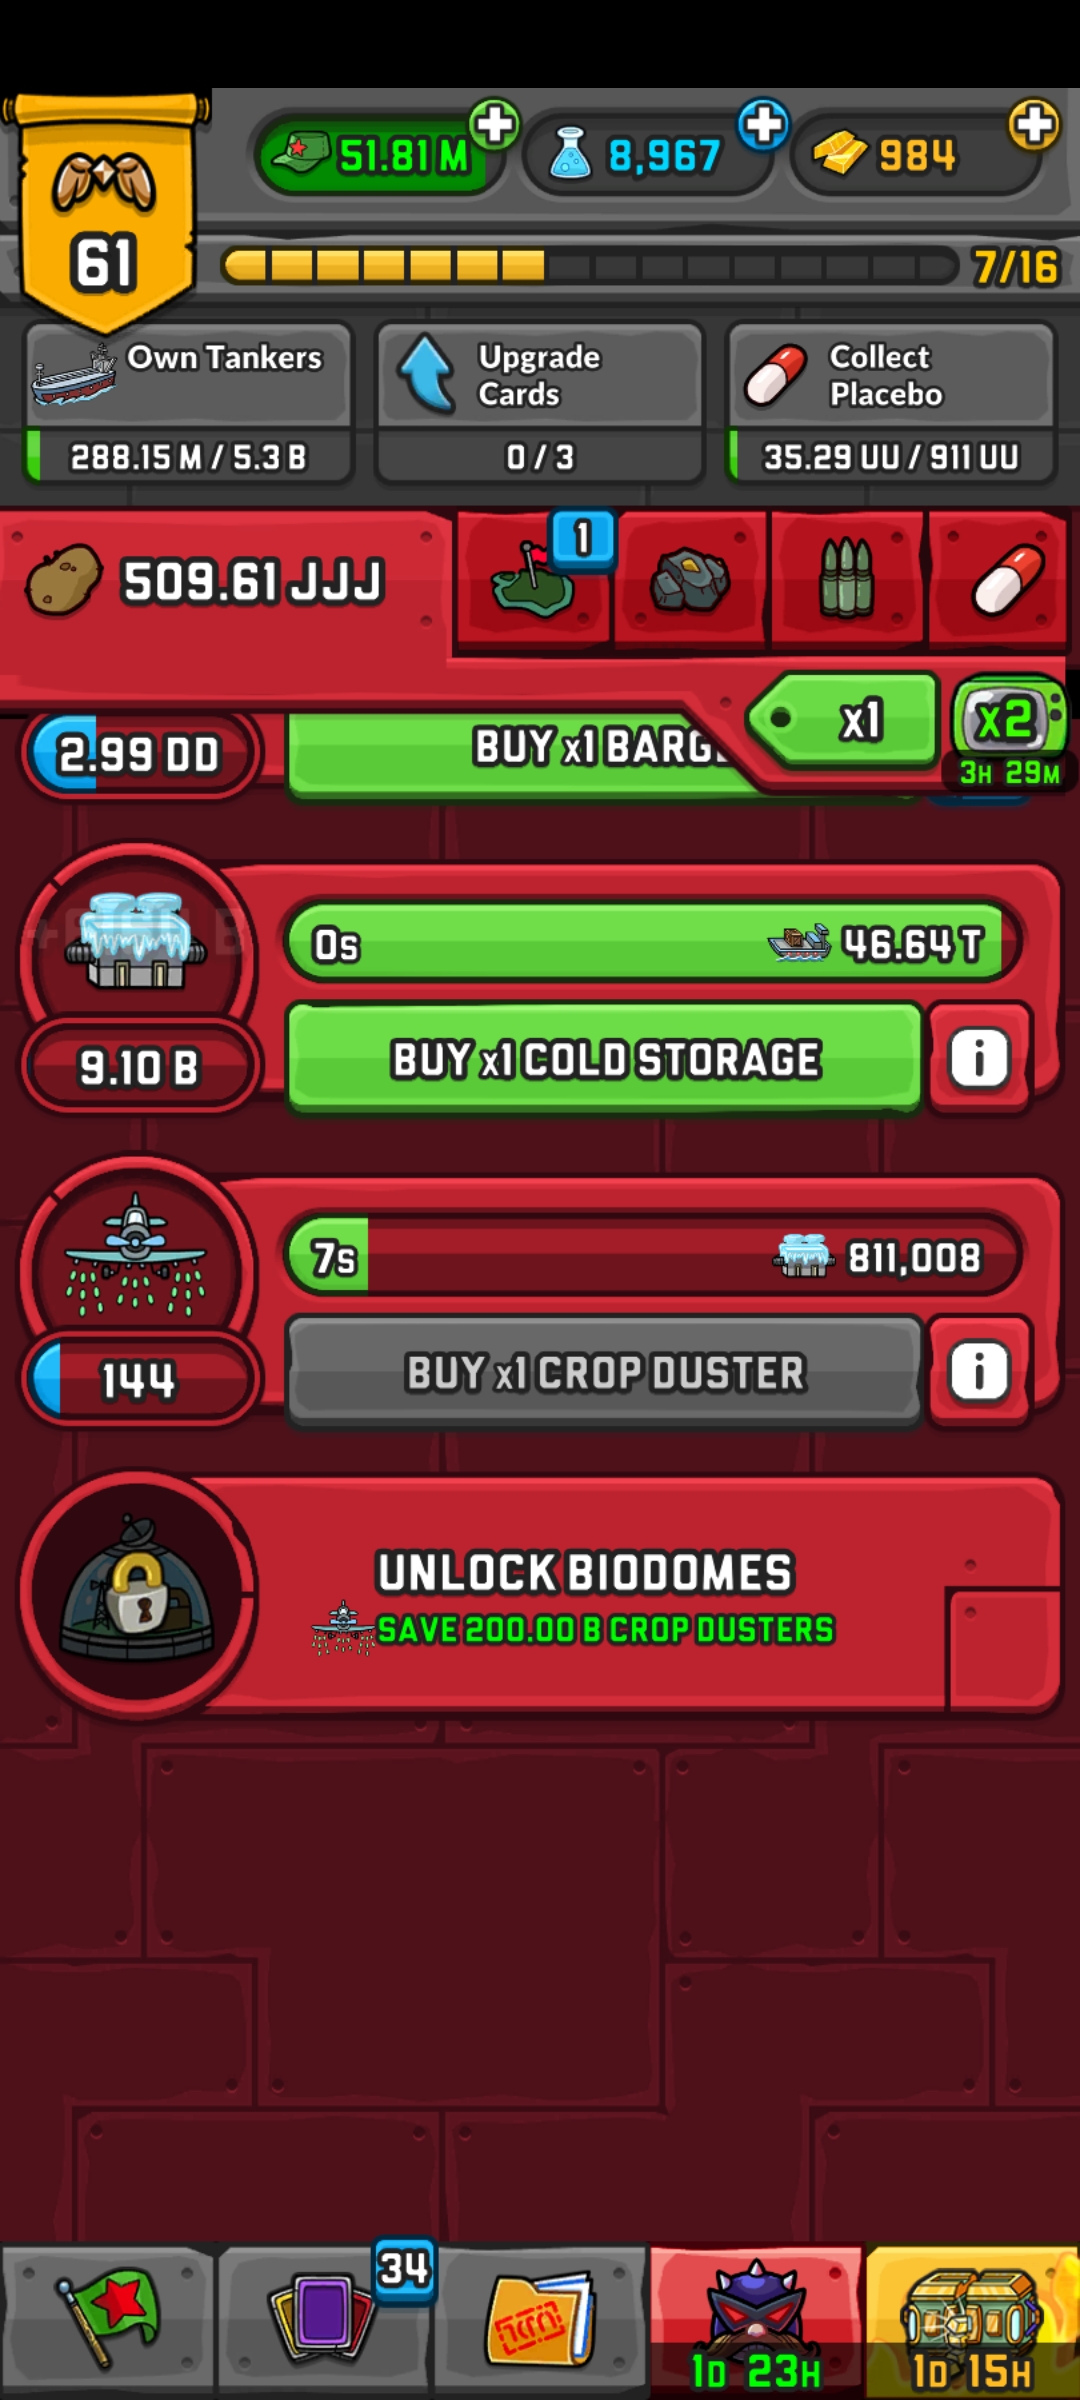 51.81 M
8,967
984
61
7/16
Own Tankers
288.15 M / 5.3 B
Upgrade
Cards
0 / 3
Collect
Placebo
35.29 UU / 911 UU
509.61 JJJ
1
x1
x2
3H 29M
2.99 DD
BUY x1
0s
46.64 T
9.10 B
BUY x1 COLD STORAGE
i
7s
811,008
144
BUY x1 CROP DUSTER
i
UNLOCK BIODOMES
SAVE 200.00 B CROP DUSTERS
34
1D 23H
1D 15H